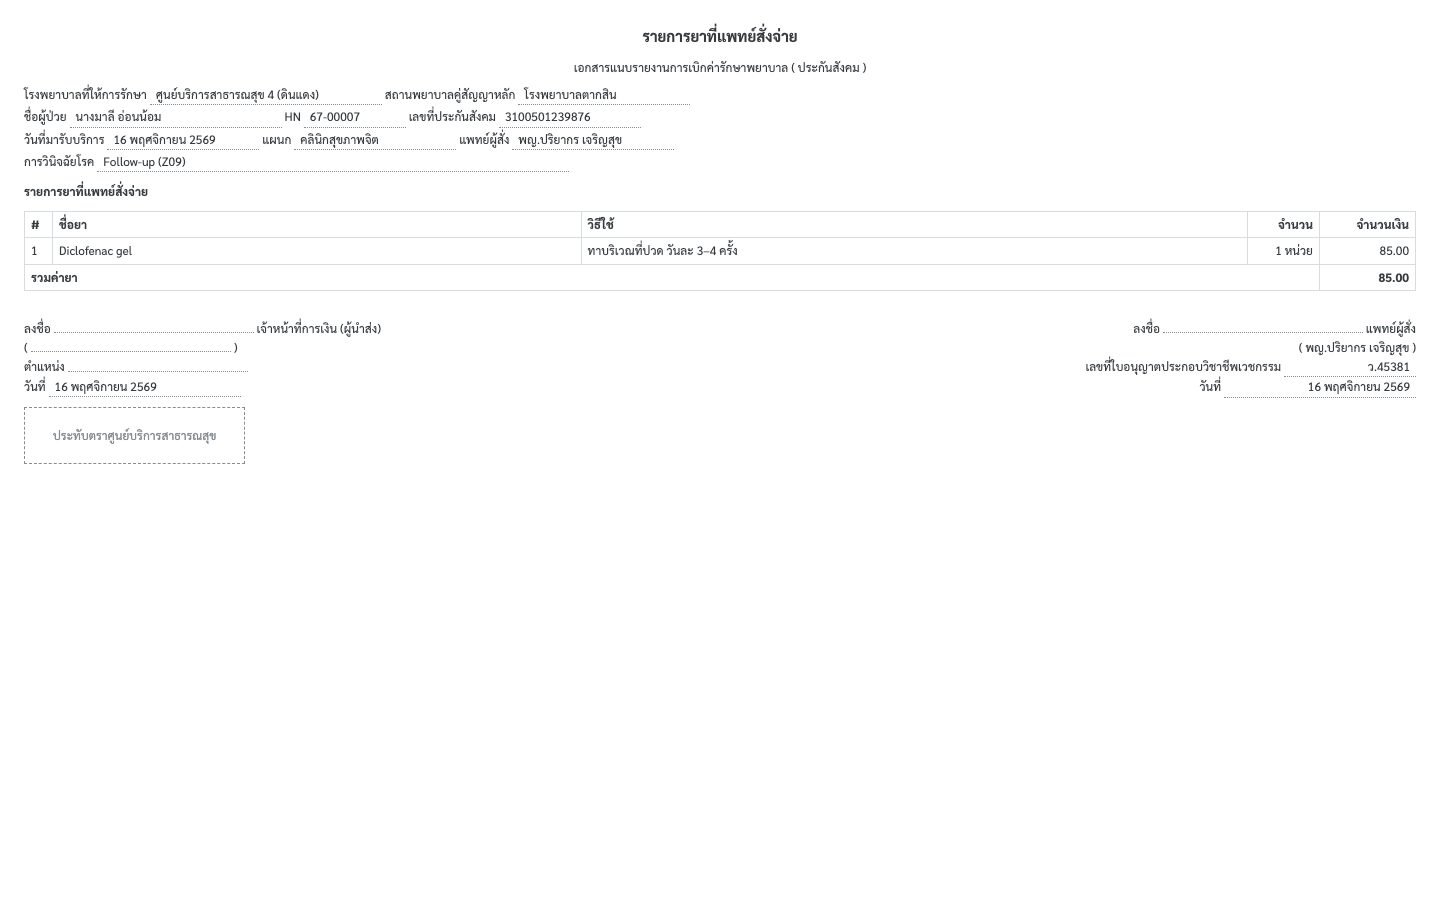 รายการยาที่แพทย์สั่งจ่าย
เอกสารแนบรายงานการเบิกค่ารักษาพยาบาล ( ประกันสังคม )
โรงพยาบาลที่ให้การรักษา ศูนย์บริการสาธารณสุข 4 (ดินแดง) สถานพยาบาลคู่สัญญาหลัก โรงพยาบาลตากสิน
ชื่อผู้ป่วย นางมาลี อ่อนน้อม HN 67-00007 เลขที่ประกันสังคม 3100501239876
วันที่มารับบริการ 16 พฤศจิกายน 2569 แผนก คลินิกสุขภาพจิต แพทย์ผู้สั่ง พญ.ปริยากร เจริญสุข
การวินิจฉัยโรค Follow-up (Z09)
รายการยาที่แพทย์สั่งจ่าย
# ชื่อยา วิธีใช้ จำนวน จำนวนเงิน
1 Diclofenac gel ทาบริเวณที่ปวด วันละ 3–4 ครั้ง 1 หน่วย 85.00
รวมค่ายา 85.00
ลงชื่อ เจ้าหน้าที่การเงิน (ผู้นำส่ง) ลงชื่อ แพทย์ผู้สั่ง
( ) ( พญ.ปริยากร เจริญสุข )
ตำแหน่ง เลขที่ใบอนุญาตประกอบวิชาชีพเวชกรรม ว.45381
วันที่ 16 พฤศจิกายน 2569 วันที่ 16 พฤศจิกายน 2569
ประทับตราศูนย์บริการสาธารณสุข